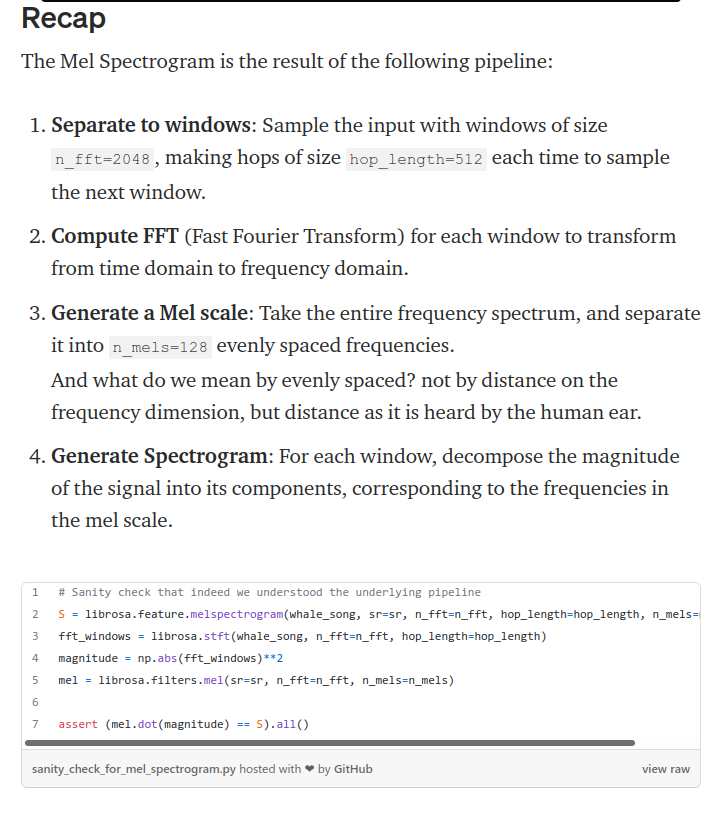 Recap
The Mel Spectrogram is the result of the following pipeline:
1. Separate to windows: Sample the input with windows of size
n_fft=2048, making hops of size hop_length=512 each time to sample
the next window.
2. Compute FFT (Fast Fourier Transform) for each window to transform
from time domain to frequency domain.
3. Generate a Mel scale: Take the entire frequency spectrum, and separate
it into n_mels=128 evenly spaced frequencies.
And what do we mean by evenly spaced? not by distance on the
frequency dimension, but distance as it is heard by the human ear.
4. Generate Spectrogram: For each window, decompose the magnitude
of the signal into its components, corresponding to the frequencies in
the mel scale.
1 # Sanity check that indeed we understood the underlying pipeline
2 S = librosa.feature.melspectrogram(whale_song, sr=sr, n_fft=n_fft, hop_length=hop_length, n_mels=
3 fft_windows = librosa.stft(whale_song, n_fft=n_fft, hop_length=hop_length)
4 magnitude = np.abs(fft_windows)**2
5 mel = librosa.filters.mel(sr=sr, n_fft=n_fft, n_mels=n_mels)
6
7 assert (mel.dot(magnitude) == S).all()
sanity_check_for_mel_spectrogram.py hosted with ❤ by GitHub view raw